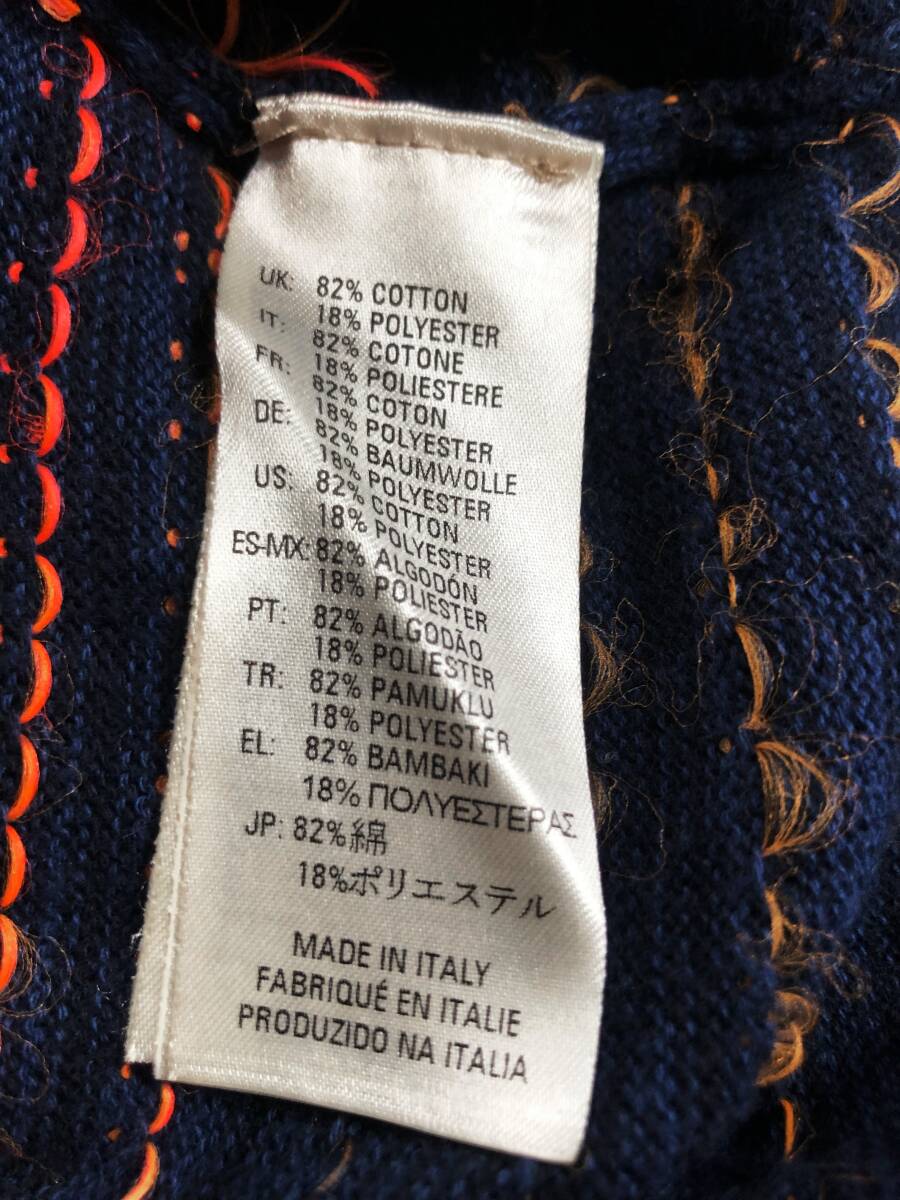 UK: 82% COTTON
18% POLYESTER
IT: 82% COTONE
18% POLIESTERE
FR: 82% COTON
18% POLYESTER
DE: 82% BAUMWOLLE
18% POLYESTER
US: 82% COTTON
18% POLYESTER
ES-MX: 82% ALGODÓN
18% POLIESTER
PT: 82% ALGODÃO
18% POLIESTER
TR: 82% PAMUKLU
18% POLYESTER
EL: 82% BAMBAKI
18% ΠΟΛΥΕΣΤΕΡΑΣ
JP: 82%綿
18%ポリエステル
MADE IN ITALY
FABRIQUÉ EN ITALIE
PRODUZIDO NA ITALIA